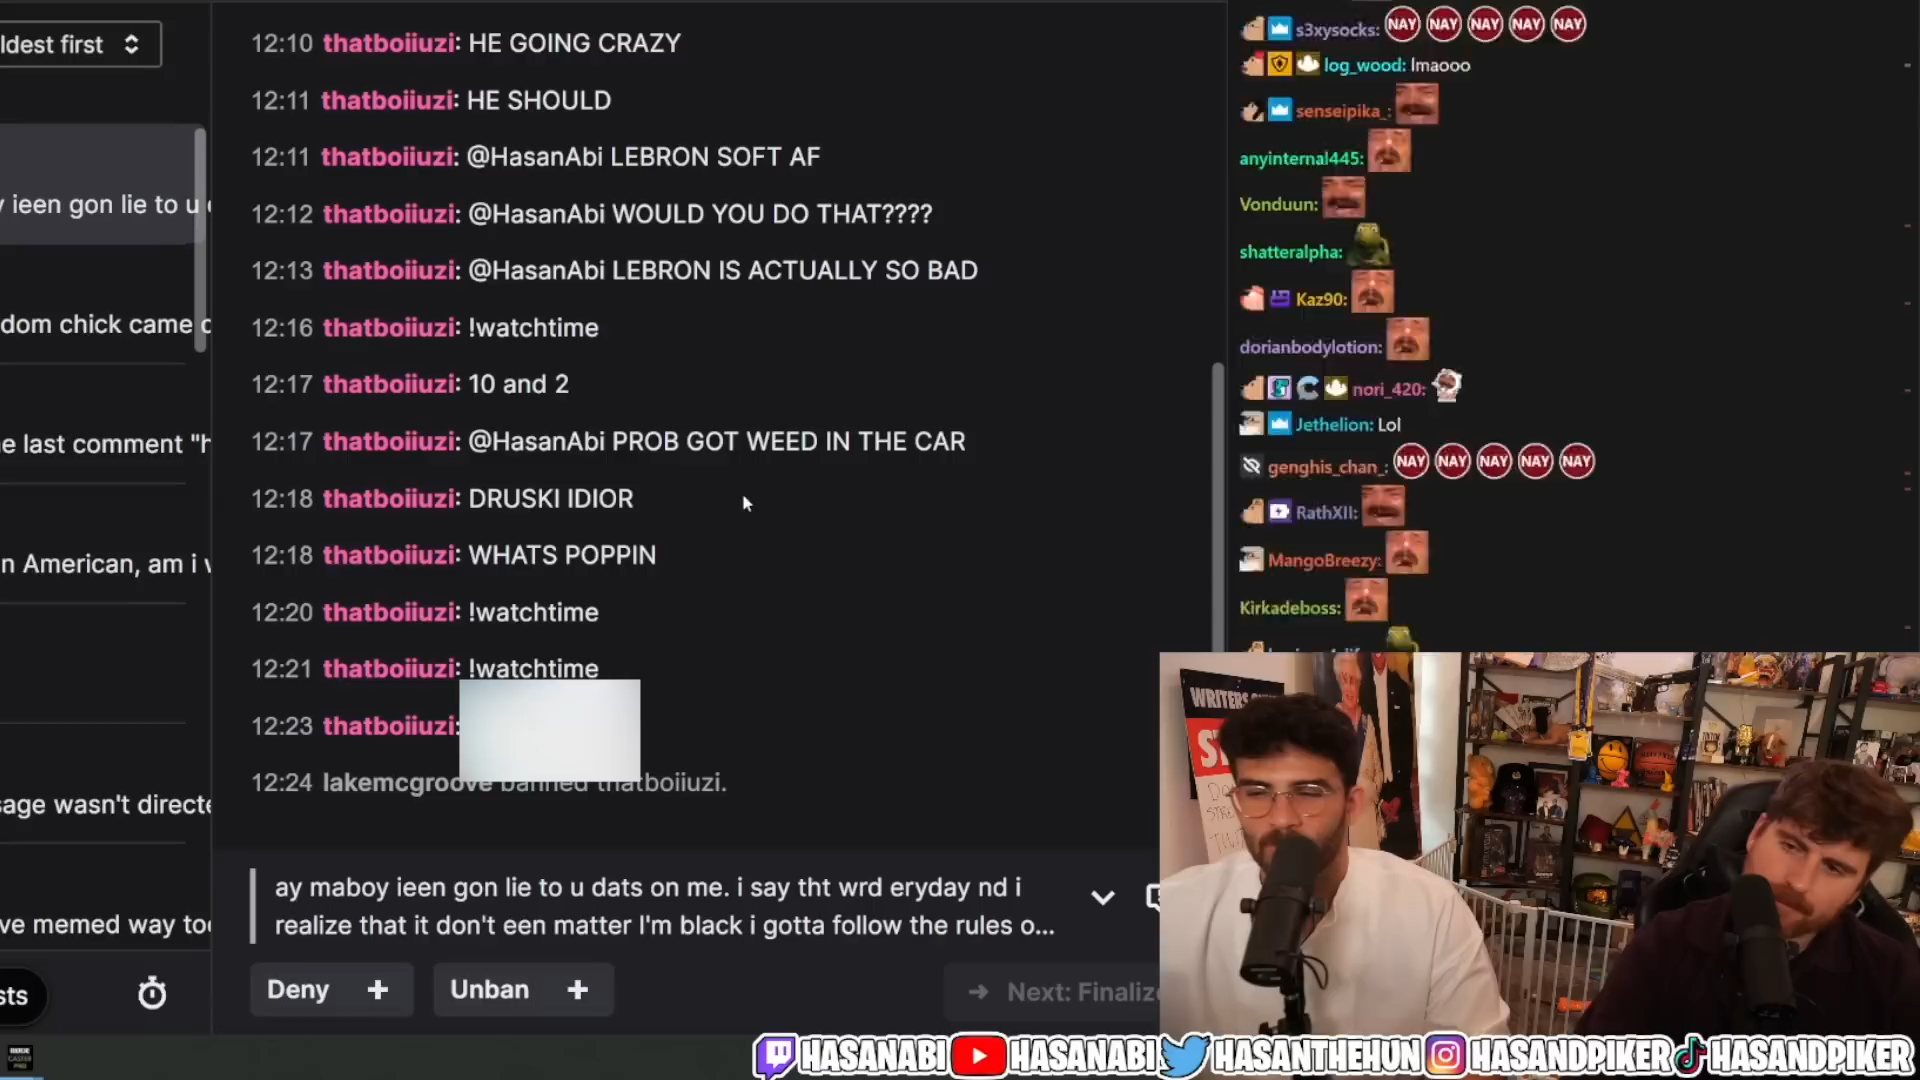 ldest first
y ieen gon lie to u
dom chick came
e last comment "h
n American, am i
sage wasn't directe
ve memed way too
sts
12:10 thatboiiuzi: HE GOING CRAZY
12:11 thatboiiuzi: HE SHOULD
12:11 thatboiiuzi: @HasanAbi LEBRON SOFT AF
12:12 thatboiiuzi: @HasanAbi WOULD YOU DO THAT????
12:13 thatboiiuzi: @HasanAbi LEBRON IS ACTUALLY SO BAD
12:16 thatboiiuzi: !watchtime
12:17 thatboiiuzi: 10 and 2
12:17 thatboiiuzi: @HasanAbi PROB GOT WEED IN THE CAR
12:18 thatboiiuzi: DRUSKI IDIOR
12:18 thatboiiuzi: WHATS POPPIN
12:20 thatboiiuzi: !watchtime
12:21 thatboiiuzi: !watchtime
12:23 thatboiiuzi:
12:24 lakemcgroove banned thatboiiuzi.
ay maboy ieen gon lie to u dats on me. i say tht wrd eryday nd i
realize that it don't een matter I'm black i gotta follow the rules o...
Deny + Unban +
→ Next: Finalize
s3xysocks: NAY NAY NAY NAY NAY
log_wood: lmaooo
senseipika_:
anyinternal445:
Vonduun:
shatteralpha:
Kaz90:
dorianbodylotion:
nori_420:
Jethelion: Lol
genghis_chan_: NAY NAY NAY NAY NAY
RathXII:
MangoBreezy:
Kirkadeboss:
WRITERS
HASANABI HASANABI HASANTHEHUN HASANDPIKER HASANDPIKER